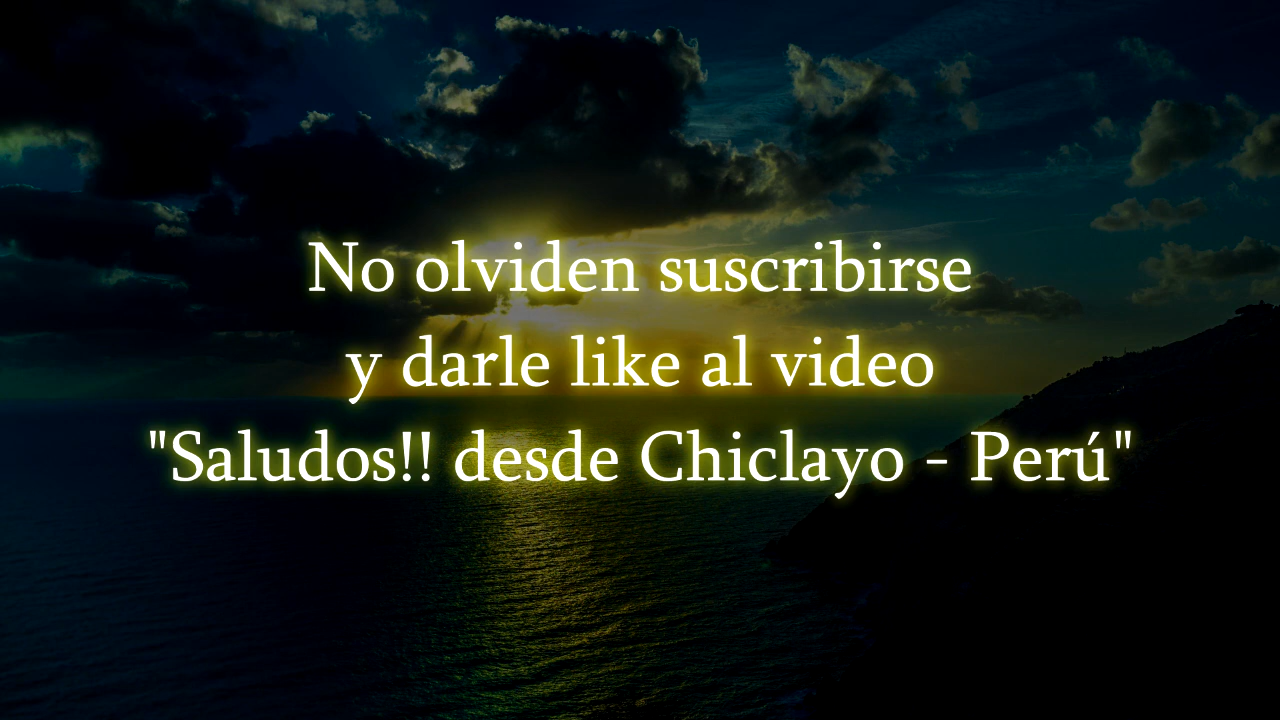 No olviden suscribirse
y darle like al video
"Saludos!! desde Chiclayo - Perú"